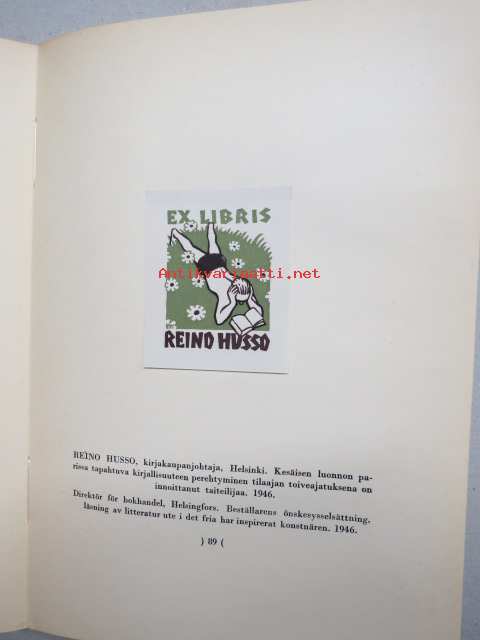 EX LIBRIS
Antikvariaatti.net
REINO HUSSO
REINO HUSSO, kirjakaupanjohtaja, Helsinki. Kesäisen luonnon pa-
rissa tapahtuva kirjallisuuteen perehtyminen tilaajan toiveajatuksena on
innoittanut taiteilijaa. 1946.
Direktör för bokhandel, Helsingfors. Beställarens önskesysselsättning,
läsning av litteratur ute i det fria har inspirerat konstnären. 1946.
) 89 (